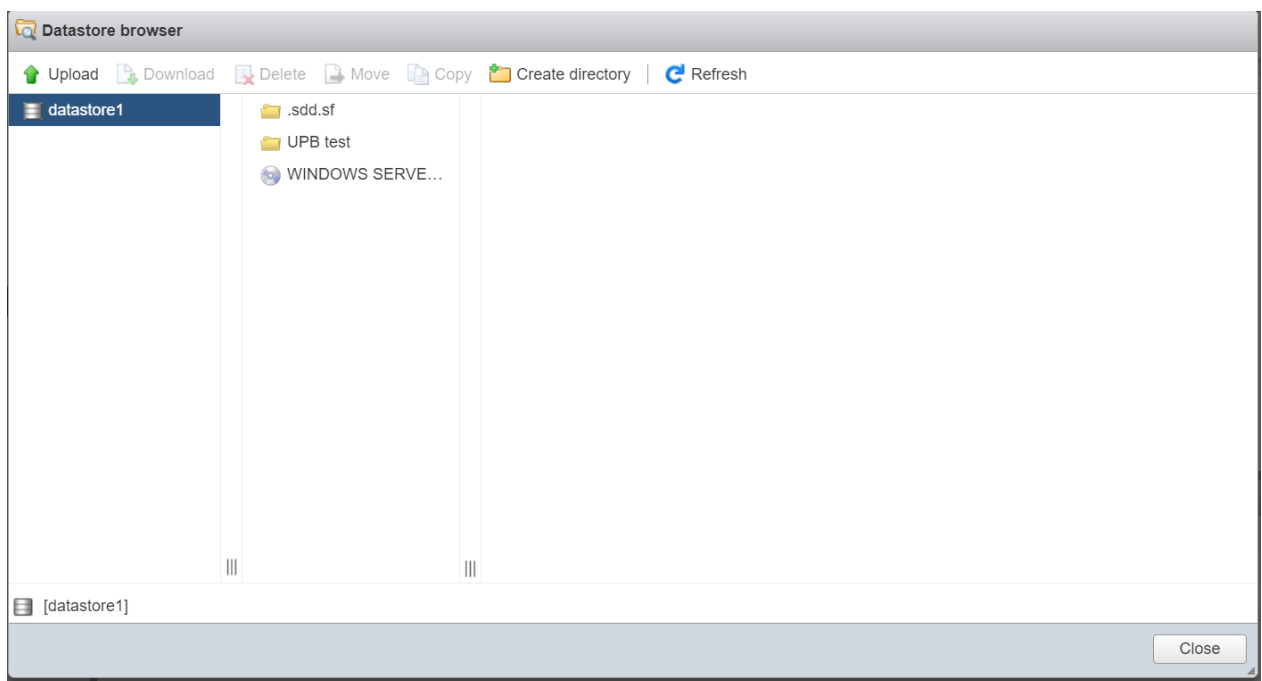 Datastore browser
Upload Download Delete Move Copy Create directory Refresh
datastore1
.sdd.sf
UPB test
WINDOWS SERVE...
[datastore1]
Close